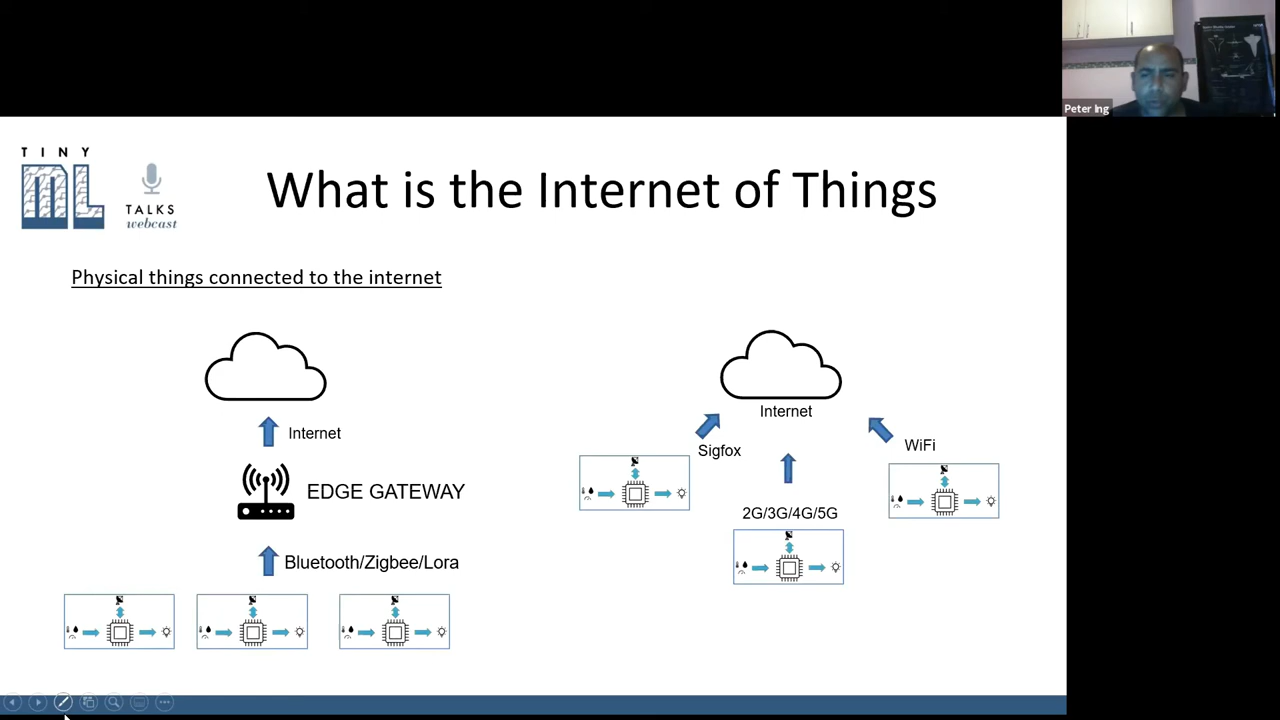 Peter Ing
TINY
ML
TALKS
webcast
What is the Internet of Things
Physical things connected to the internet
Internet
EDGE GATEWAY
Bluetooth/Zigbee/Lora
Internet
Sigfox
WiFi
2G/3G/4G/5G